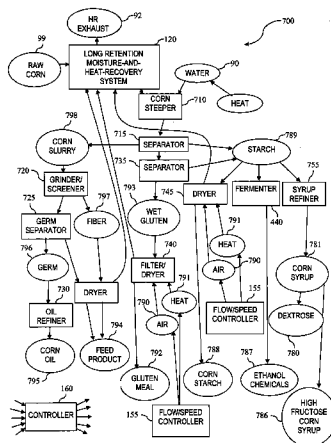 HR
EXHAUST
92
700
99
RAW
CORN
LONG RETENTION
MOISTURE-AND-
HEAT-RECOVERY
SYSTEM
120
WATER
90
HEAT
CORN
STEEPER
710
798
CORN
SLURRY
715
SEPARATOR
735
SEPARATOR
789
STARCH
755
720
GRINDER/
SCREENER
725
GERM
SEPARATOR
797
FIBER
793
WET
GLUTEN
745
DRYER
FERMENTER
440
SYRUP
REFINER
796
GERM
730
OIL
REFINER
DRYER
FILTER/
DRYER
740
791
HEAT
790
AIR
791
HEAT
790
AIR
155
FLOW/SPEED
CONTROLLER
781
CORN
SYRUP
DEXTROSE
780
CORN
OIL
795
794
FEED
PRODUCT
792
GLUTEN
MEAL
788
CORN
STARCH
787
ETHANOL
CHEMICALS
160
CONTROLLER
155
FLOW/SPEED
CONTROLLER
786
HIGH
FRUCTOSE
CORN
SYRUP